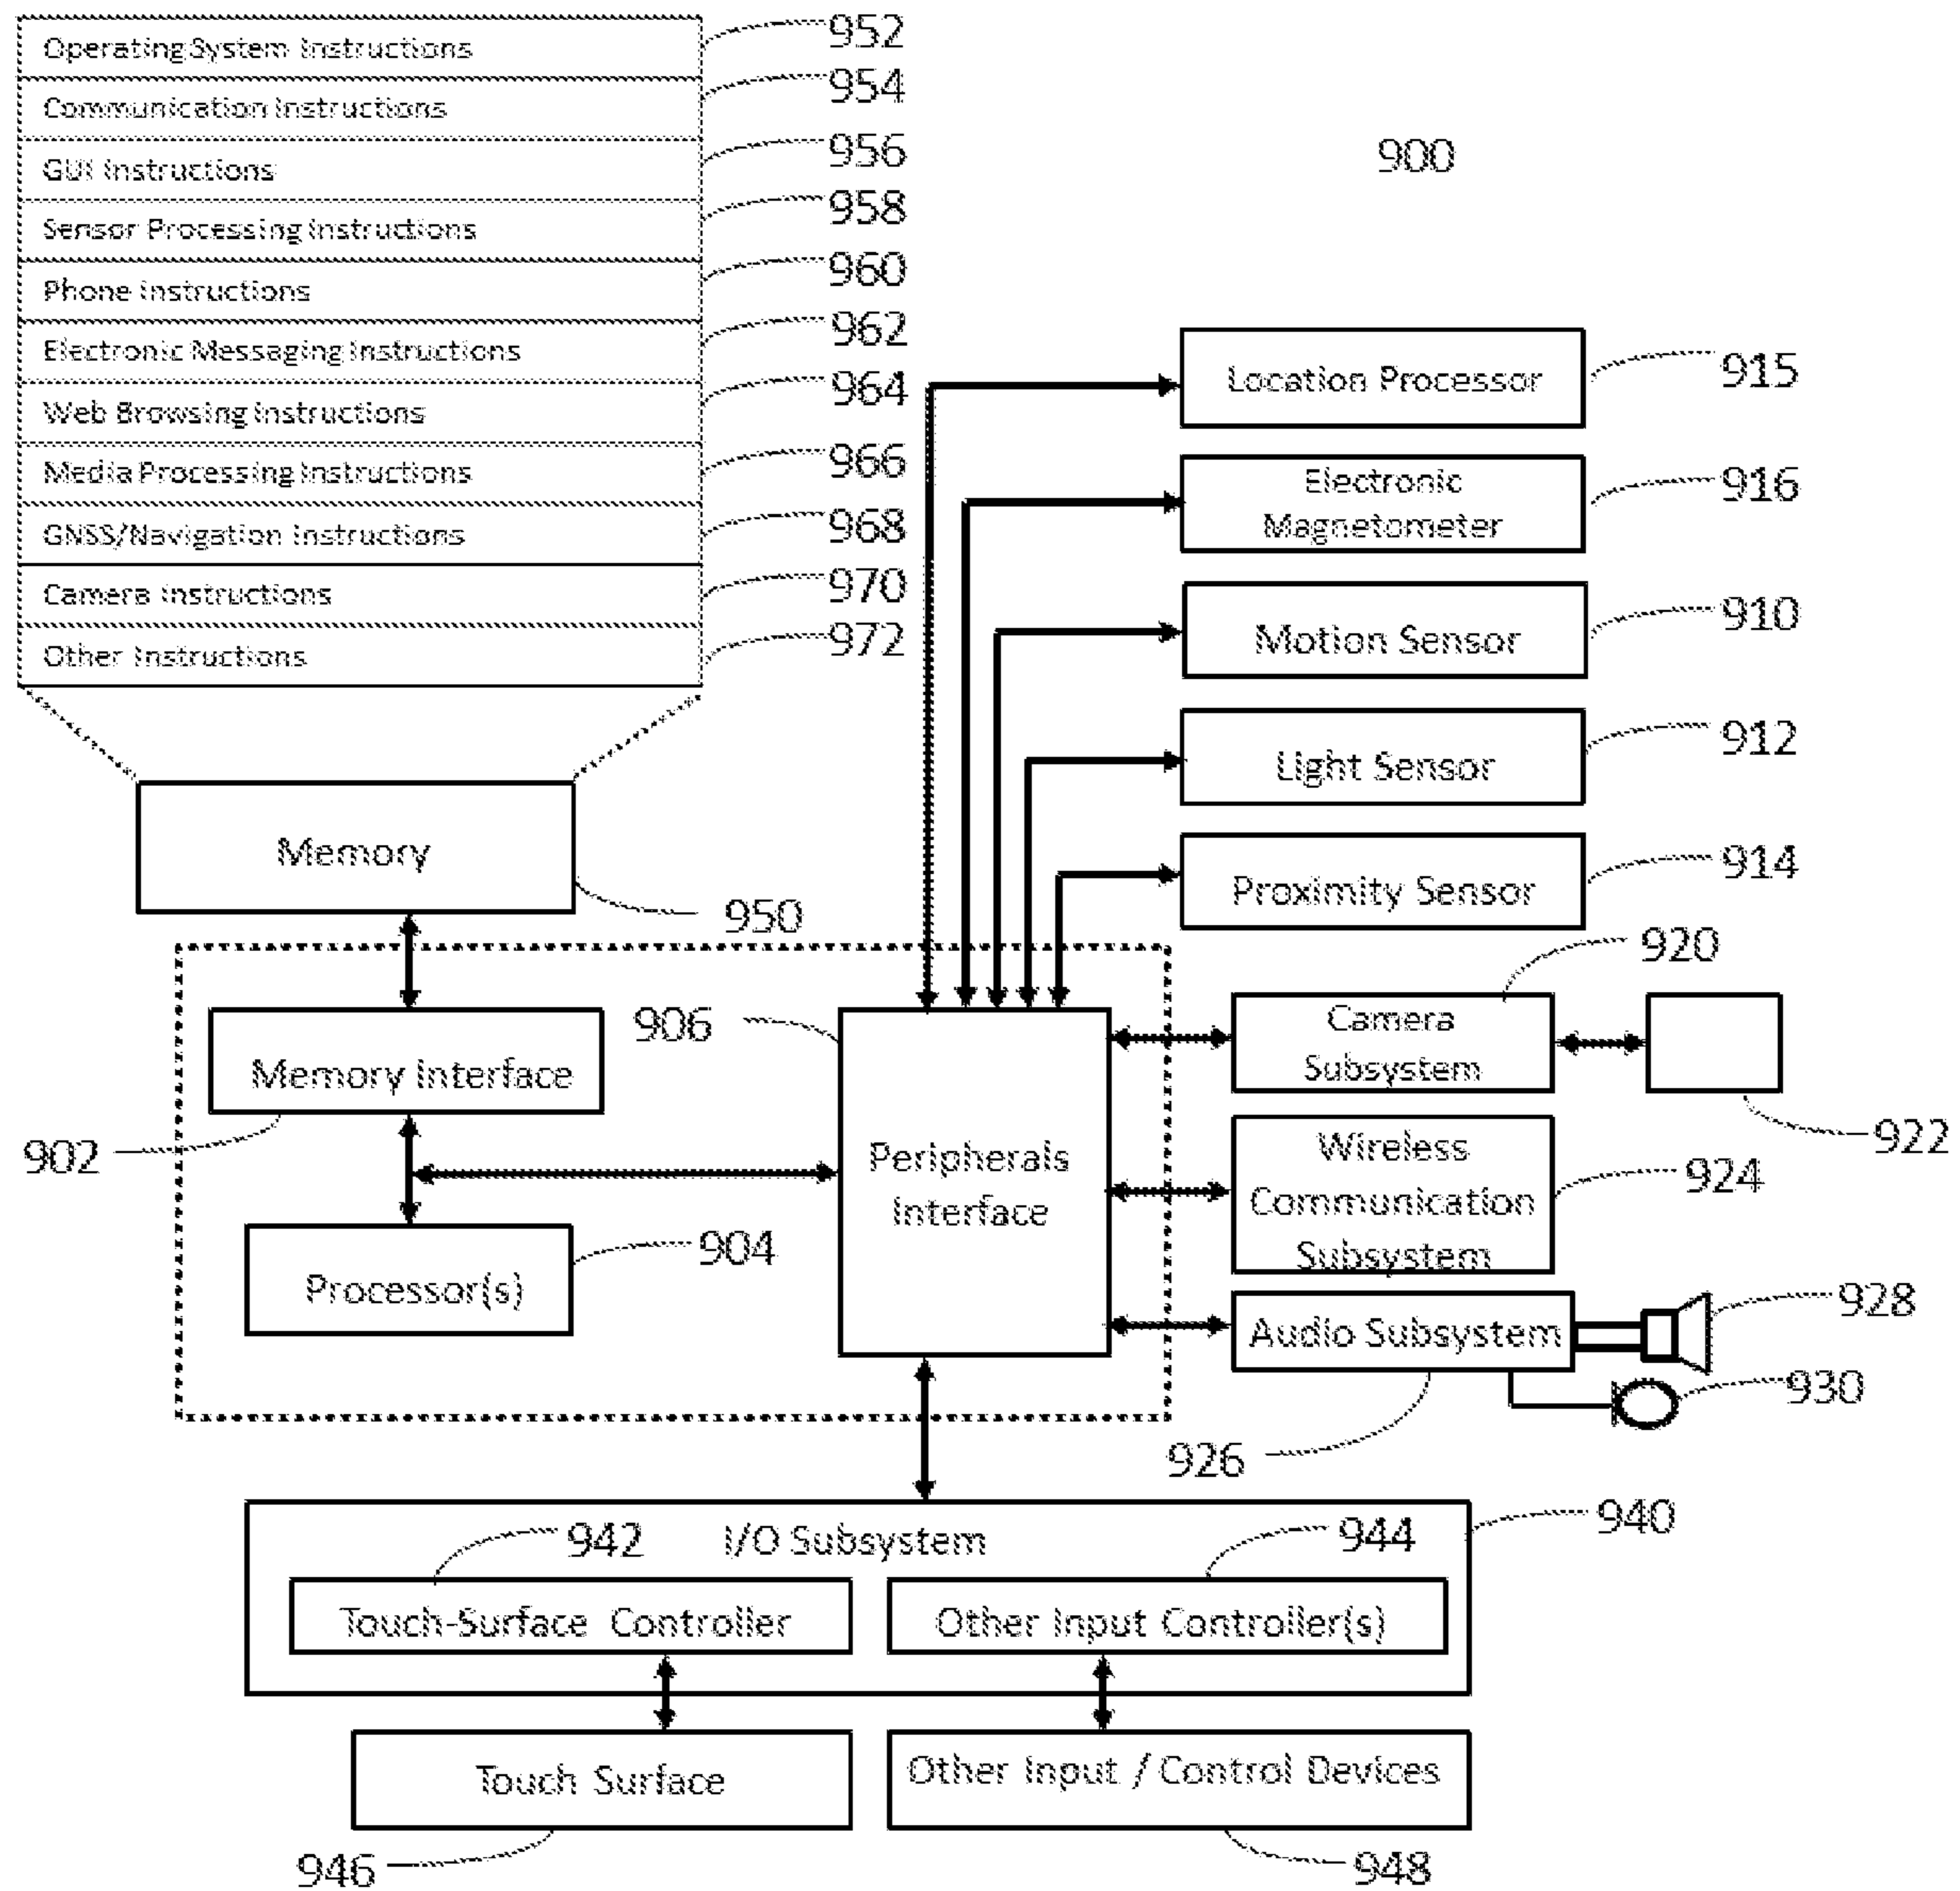 Operating System Instructions 952
Communication Instructions 954
GUI Instructions 956
Sensor Processing Instructions 958
Phone Instructions 960
Electronic Messaging Instructions 962
Web Browsing Instructions 964
Media Processing Instructions 966
GNSS/Navigation Instructions 968
Camera Instructions 970
Other Instructions 972
900
Location Processor 915
Electronic 916
Magnetometer
Motion Sensor 910
Light Sensor 912
Proximity Sensor 914
Memory
950
920
906
Camera
Subsystem
922
Memory Interface
902
Peripherals
Interface
Wireless
Communication
Subsystem
924
904
Processor(s)
Audio Subsystem
928
930
926
940
I/O Subsystem
942
944
Touch-Surface Controller
Other Input Controller(s)
Touch Surface
Other Input / Control Devices
946
948